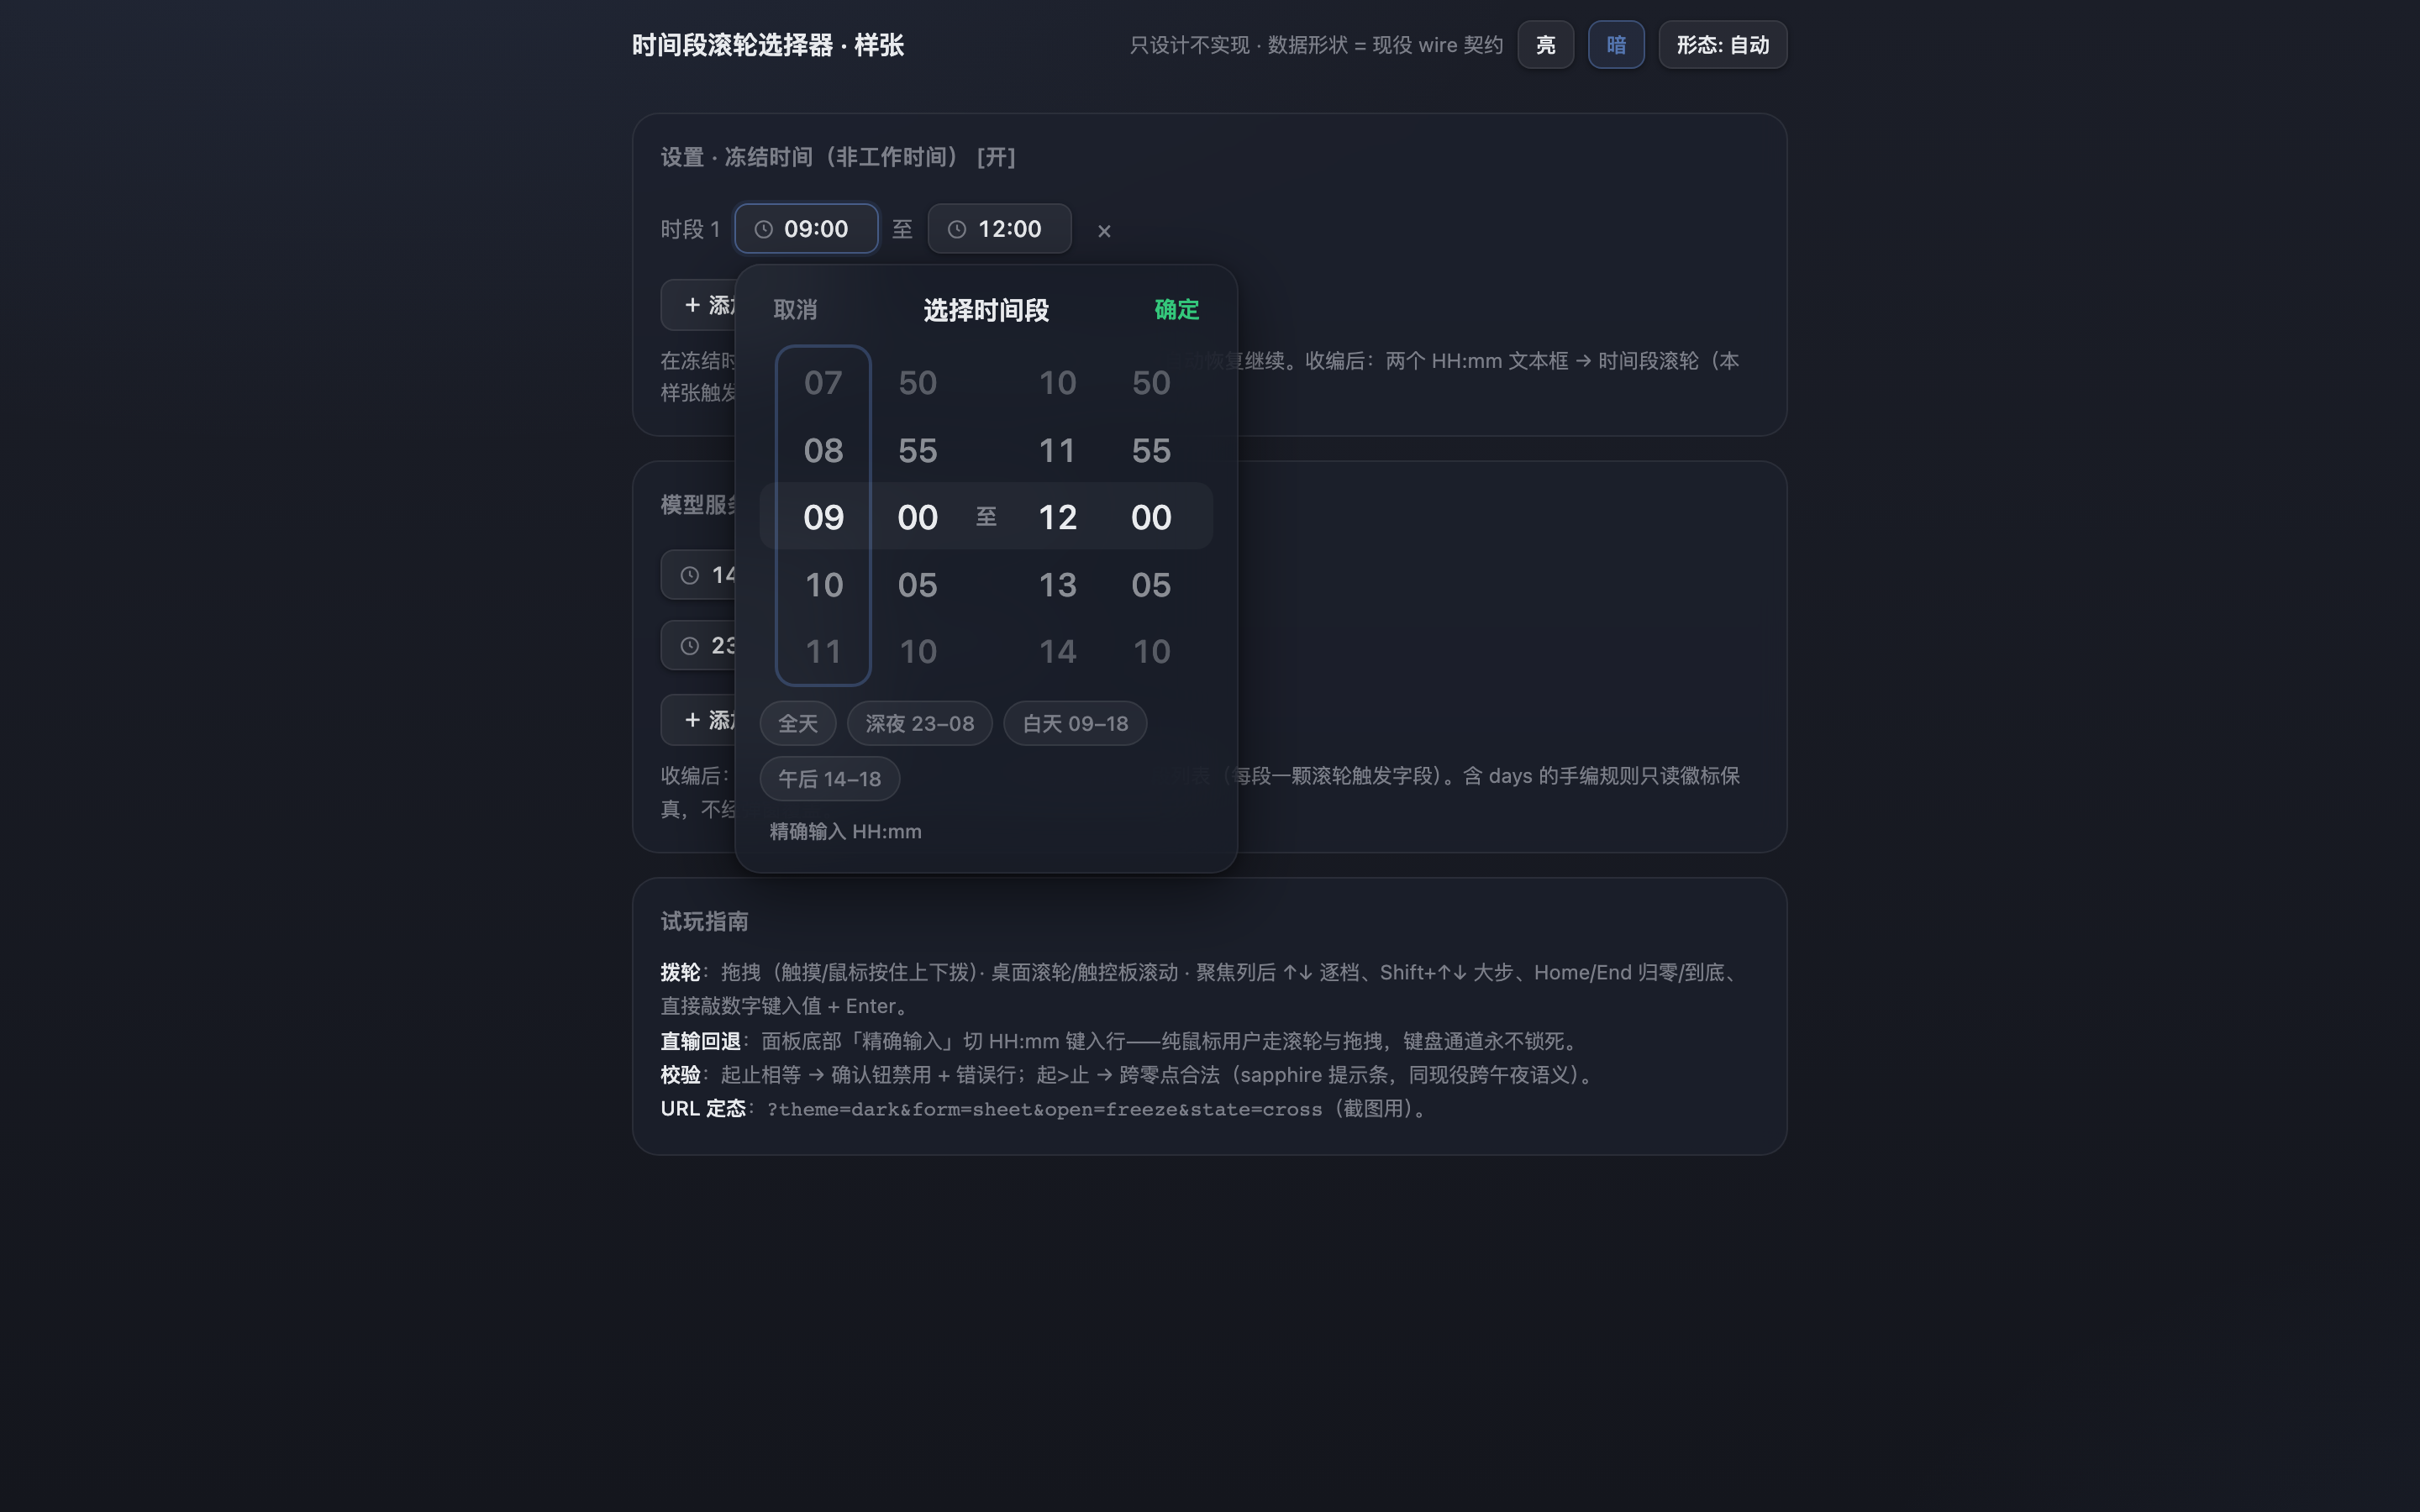 时间段滚轮选择器 · 样张
只设计不实现 · 数据形状 = 现役 wire 契约
亮
暗
形态: 自动
设置 · 冻结时间（非工作时间） [开]
时段 1
09:00
至
12:00
×
+ 添
在冻结时
恢复继续。收编后：两个 HH:mm 文本框 → 时间段滚轮（本
样张触发
取消
选择时间段
确定
07 50 10 50
08 55 11 55
09 00 至 12 00
10 05 13 05
11 10 14 10
全天
深夜 23–08
白天 09–18
午后 14–18
精确输入 HH:mm
模型服务
14
23
+ 添
收编后：
（每段一颗滚轮触发字段）。含 days 的手编规则只读徽标保
真，不经
试玩指南
拨轮：拖拽（触摸/鼠标按住上下拨）· 桌面滚轮/触控板滚动 · 聚焦列后 ↑↓ 逐档、Shift+↑↓ 大步、Home/End 归零/到底、
直接敲数字键入值 + Enter。
直输回退：面板底部「精确输入」切 HH:mm 键入行——纯鼠标用户走滚轮与拖拽，键盘通道永不锁死。
校验：起止相等 → 确认钮禁用 + 错误行；起>止 → 跨零点合法（sapphire 提示条，同现役跨午夜语义）。
URL 定态：?theme=dark&form=sheet&open=freeze&state=cross（截图用）。